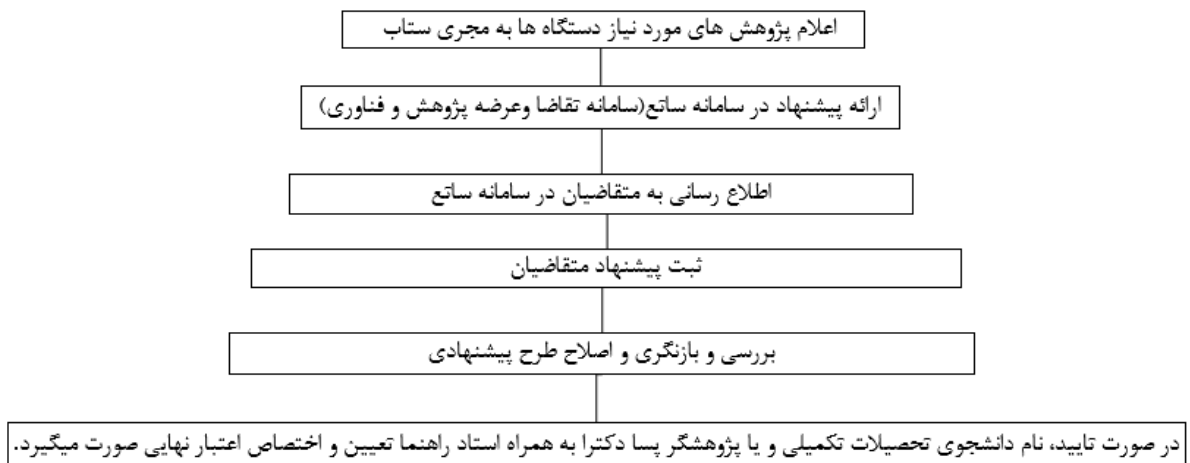 اعلام پژوهش های مورد نیاز دستگاه ها به مجری ستاب
ارائه پیشنهاد در سامانه ساتع(سامانه تقاضا وعرضه پژوهش و فناوری)
اطلاع رسانی به متقاضیان در سامانه ساتع
ثبت پیشنهاد متقاضیان
بررسی و بازنگری و اصلاح طرح پیشنهادی
در صورت تایید، نام دانشجوی تحصیلات تکمیلی و یا پژوهشگر پسا دکترا به همراه استاد راهنما تعیین و اختصاص اعتبار نهایی صورت میگیرد.